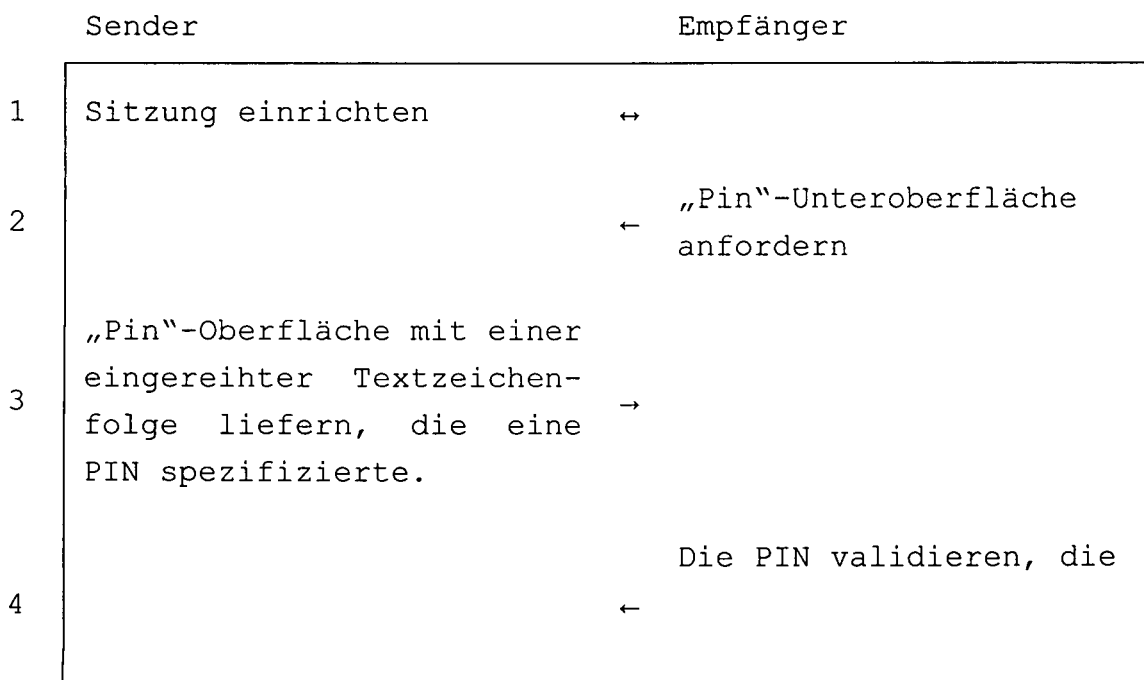 Sender Empfänger
1 Sitzung einrichten ↔
„Pin“-Unteroberfläche
2 ←
anfordern
„Pin“-Oberfläche mit einer
eingereihter Textzeichen-
3 →
folge liefern, die eine
PIN spezifizierte.
Die PIN validieren, die
4 ←